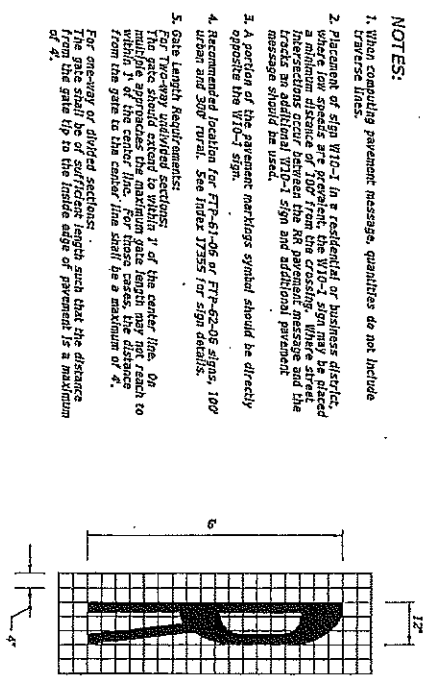 NOTES:
1. When computing pavement message, quantities do not include
traverse lines.
2. Placement of sign W10-1 in a residential or business district,
where low speeds are prevalent, the W10-1 sign may be placed
a minimum distance of 100' from the crossing. Where street
intersections occur between the RR pavement message and the
tracks an additional W10-1 sign and additional pavement
message should be used.
3. A portion of the pavement markings symbol should be directly
opposite the W10-1 sign.
4. Recommended location for FTP-61-06 or FTP-62-06 signs, 100'
urban and 300' rural. See Index 17355 for sign details.
5. Gate Length Requirements:
For Two-way undivided sections:
The gate should extend to within 1' of the center line. On
multiple approaches the maximum gate length may not reach to
within 1' of the center line. For those cases, the distance
from the gate to the center line shall be a maximum of 4'.
For one-way or divided sections:
The gate shall be of sufficient length such that the distance
from the gate tip to the inside edge of pavement is a maximum
of 4'.
12"
6'
4"
R